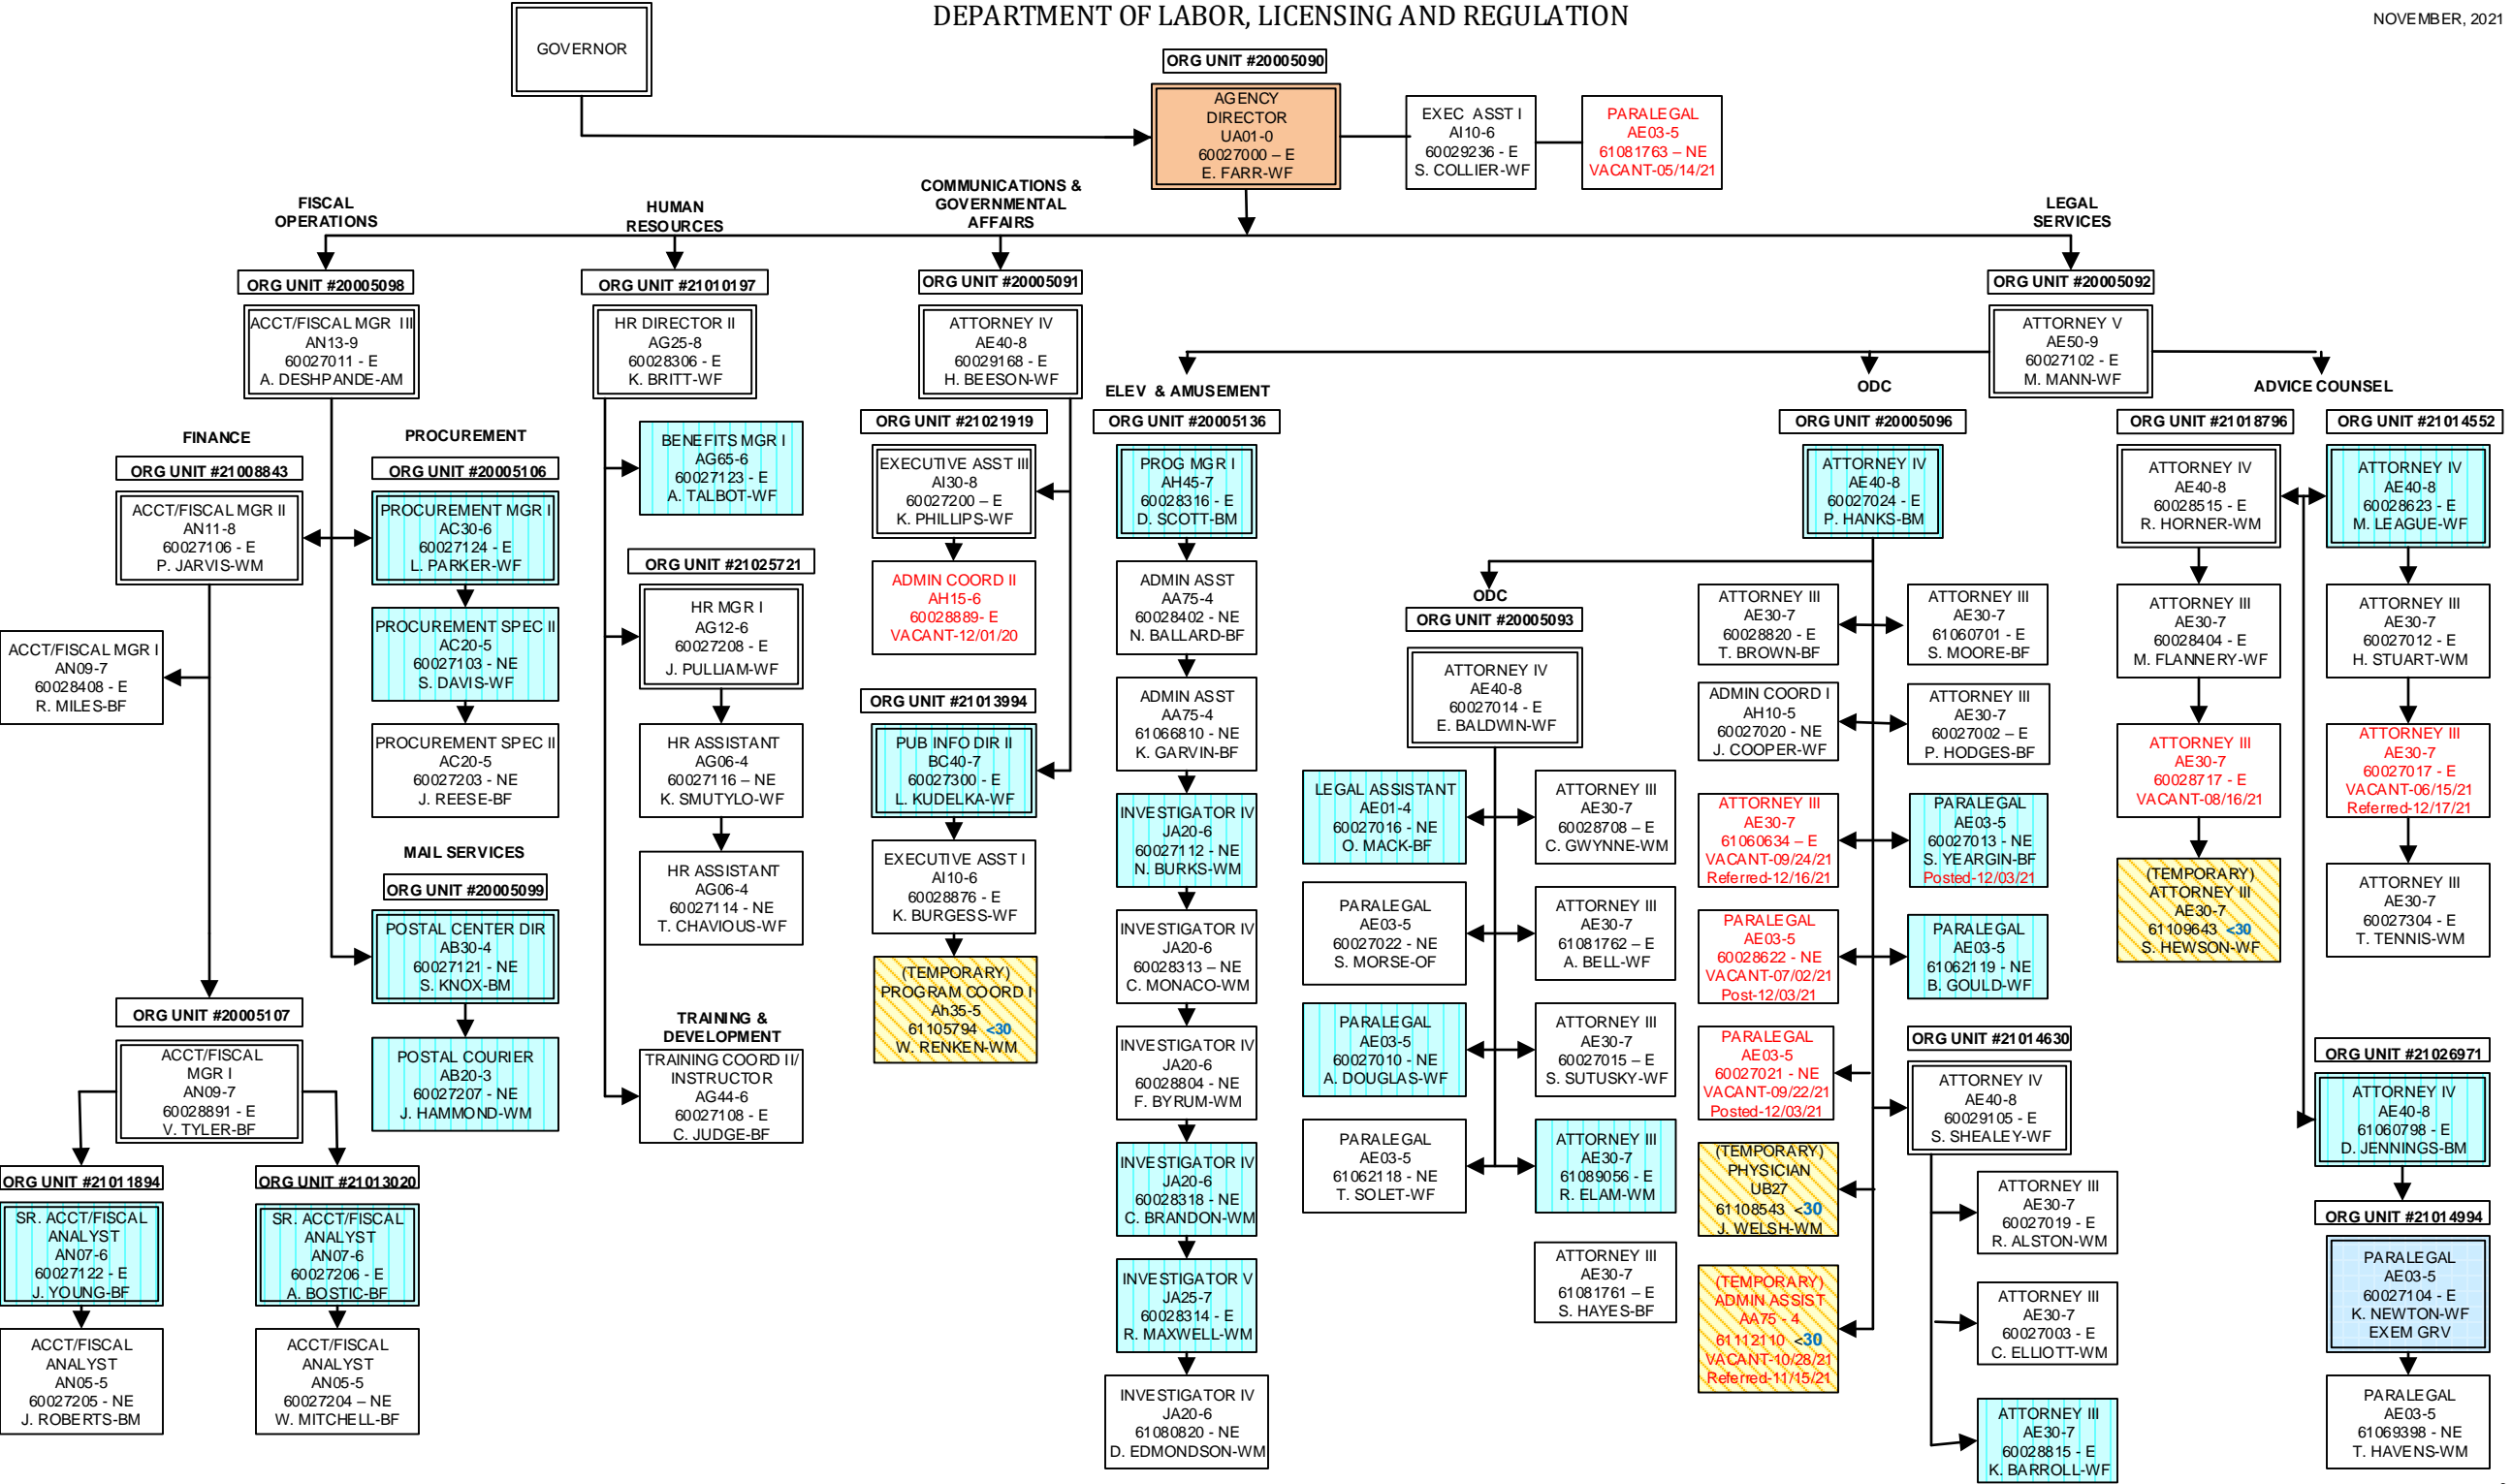 DEPARTMENT OF LABOR, LICENSING AND REGULATION
NOVEMBER, 2021
GOVERNOR
ORG UNIT #20005090
AGENCY
DIRECTOR
UA01-0
60027000 – E
E. FARR-WF
EXEC ASST I
AI10-6
60029236 - E
S. COLLIER-WF
PARALEGAL
AE03-5
61081763 – NE
VACANT-05/14/21
FISCAL
OPERATIONS
HUMAN
RESOURCES
COMMUNICATIONS &
GOVERNMENTAL
AFFAIRS
LEGAL
SERVICES
ORG UNIT #20005098
ACCT/FISCAL MGR III
AN13-9
60027011 - E
A. DESHPANDE-AM
FINANCE
ORG UNIT #21008843
ACCT/FISCAL MGR II
AN11-8
60027106 - E
P. JARVIS-WM
ACCT/FISCAL MGR I
AN09-7
60028408 - E
R. MILES-BF
ORG UNIT #20005107
ACCT/FISCAL
MGR I
AN09-7
60028891 - E
V. TYLER-BF
ORG UNIT #21011894
SR. ACCT/FISCAL
ANALYST
AN07-6
60027122 - E
J. YOUNG-BF
ACCT/FISCAL
ANALYST
AN05-5
60027205 - NE
J. ROBERTS-BM
ORG UNIT #21013020
SR. ACCT/FISCAL
ANALYST
AN07-6
60027206 - E
A. BOSTIC-BF
ACCT/FISCAL
ANALYST
AN05-5
60027204 – NE
W. MITCHELL-BF
PROCUREMENT
ORG UNIT #20005106
PROCUREMENT MGR I
AC30-6
60027124 - E
L. PARKER-WF
PROCUREMENT SPEC II
AC20-5
60027103 - NE
S. DAVIS-WF
PROCUREMENT SPEC II
AC20-5
60027203 - NE
J. REESE-BF
MAIL SERVICES
ORG UNIT #20005099
POSTAL CENTER DIR
AB30-4
60027121 - NE
S. KNOX-BM
POSTAL COURIER
AB20-3
60027207 - NE
J. HAMMOND-WM
ORG UNIT #21010197
HR DIRECTOR II
AG25-8
60028306 - E
K. BRITT-WF
BENEFITS MGR I
AG65-6
60027123 - E
A. TALBOT-WF
ORG UNIT #21025721
HR MGR I
AG12-6
60027208 - E
J. PULLIAM-WF
HR ASSISTANT
AG06-4
60027116 – NE
K. SMUTYLO-WF
HR ASSISTANT
AG06-4
60027114 - NE
T. CHAVIOUS-WF
TRAINING &
DEVELOPMENT
TRAINING COORD II/
INSTRUCTOR
AG44-6
60027108 - E
C. JUDGE-BF
ORG UNIT #20005091
ATTORNEY IV
AE40-8
60029168 - E
H. BEESON-WF
ORG UNIT #21021919
EXECUTIVE ASST III
AI30-8
60027200 – E
K. PHILLIPS-WF
ADMIN COORD II
AH15-6
60028889- E
VACANT-12/01/20
ORG UNIT #21013994
PUB INFO DIR II
BC40-7
60027300 - E
L. KUDELKA-WF
EXECUTIVE ASST I
AI10-6
60028876 - E
K. BURGESS-WF
(TEMPORARY)
PROGRAM COORD I
Ah35-5
61105794 <30
W. RENKEN-WM
ORG UNIT #20005092
ATTORNEY V
AE50-9
60027102 - E
M. MANN-WF
ELEV & AMUSEMENT
ORG UNIT #20005136
PROG MGR I
AH45-7
60028316 - E
D. SCOTT-BM
ADMIN ASST
AA75-4
60028402 - NE
N. BALLARD-BF
ADMIN ASST
AA75-4
61066810 - NE
K. GARVIN-BF
INVESTIGATOR IV
JA20-6
60027112 - NE
N. BURKS-WM
INVESTIGATOR IV
JA20-6
60028313 – NE
C. MONACO-WM
INVESTIGATOR IV
JA20-6
60028804 - NE
F. BYRUM-WM
INVESTIGATOR IV
JA20-6
60028318 - NE
C. BRANDON-WM
INVESTIGATOR V
JA25-7
60028314 - E
R. MAXWELL-WM
INVESTIGATOR IV
JA20-6
61080820 - NE
D. EDMONDSON-WM
ODC
ORG UNIT #20005096
ATTORNEY IV
AE40-8
60027024 - E
P. HANKS-BM
ODC
ORG UNIT #20005093
ATTORNEY IV
AE40-8
60027014 - E
E. BALDWIN-WF
LEGAL ASSISTANT
AE01-4
60027016 - NE
O. MACK-BF
ATTORNEY III
AE30-7
60028708 – E
C. GWYNNE-WM
PARALEGAL
AE03-5
60027022 - NE
S. MORSE-OF
ATTORNEY III
AE30-7
61081762 – E
A. BELL-WF
PARALEGAL
AE03-5
60027010 - NE
A. DOUGLAS-WF
ATTORNEY III
AE30-7
60027015 – E
S. SUTUSKY-WF
PARALEGAL
AE03-5
61062118 - NE
T. SOLET-WF
ATTORNEY III
AE30-7
61089056 - E
R. ELAM-WM
ATTORNEY III
AE30-7
61081761 – E
S. HAYES-BF
ATTORNEY III
AE30-7
60028820 - E
T. BROWN-BF
ATTORNEY III
AE30-7
61060701 - E
S. MOORE-BF
ADMIN COORD I
AH10-5
60027020 - NE
J. COOPER-WF
ATTORNEY III
AE30-7
60027002 – E
P. HODGES-BF
ATTORNEY III
AE30-7
61060634 – E
VACANT-09/24/21
Referred-12/16/21
PARALEGAL
AE03-5
60027013 - NE
S. YEARGIN-BF
Posted-12/03/21
PARALEGAL
AE03-5
60028622 - NE
VACANT-07/02/21
Post-12/03/21
PARALEGAL
AE03-5
61062119 - NE
B. GOULD-WF
PARALEGAL
AE03-5
60027021 - NE
VACANT-09/22/21
Posted-12/03/21
(TEMPORARY)
PHYSICIAN
UB27
61108543 <30
J. WELSH-WM
(TEMPORARY)
ADMIN ASSIST
AA75 - 4
61112110 <30
VACANT-10/28/21
Referred-11/15/21
ORG UNIT #21014630
ATTORNEY IV
AE40-8
60029105 - E
S. SHEALEY-WF
ATTORNEY III
AE30-7
60027019 - E
R. ALSTON-WM
ATTORNEY III
AE30-7
60027003 - E
C. ELLIOTT-WM
ATTORNEY III
AE30-7
60028815 - E
K. BARROLL-WF
ADVICE COUNSEL
ORG UNIT #21018796
ATTORNEY IV
AE40-8
60028515 - E
R. HORNER-WM
ATTORNEY III
AE30-7
60028404 - E
M. FLANNERY-WF
ATTORNEY III
AE30-7
60028717 - E
VACANT-08/16/21
(TEMPORARY)
ATTORNEY III
AE30-7
61109643 <30
S. HEWSON-WF
ORG UNIT #21014552
ATTORNEY IV
AE40-8
60028623 - E
M. LEAGUE-WF
ATTORNEY III
AE30-7
60027012 - E
H. STUART-WM
ATTORNEY III
AE30-7
60027017 - E
VACANT-06/15/21
Referred-12/17/21
ATTORNEY III
AE30-7
60027304 – E
T. TENNIS-WM
ORG UNIT #21026971
ATTORNEY IV
AE40-8
61060798 - E
D. JENNINGS-BM
ORG UNIT #21014994
PARALEGAL
AE03-5
60027104 - E
K. NEWTON-WF
EXEM GRV
PARALEGAL
AE03-5
61069398 - NE
T. HAVENS-WM